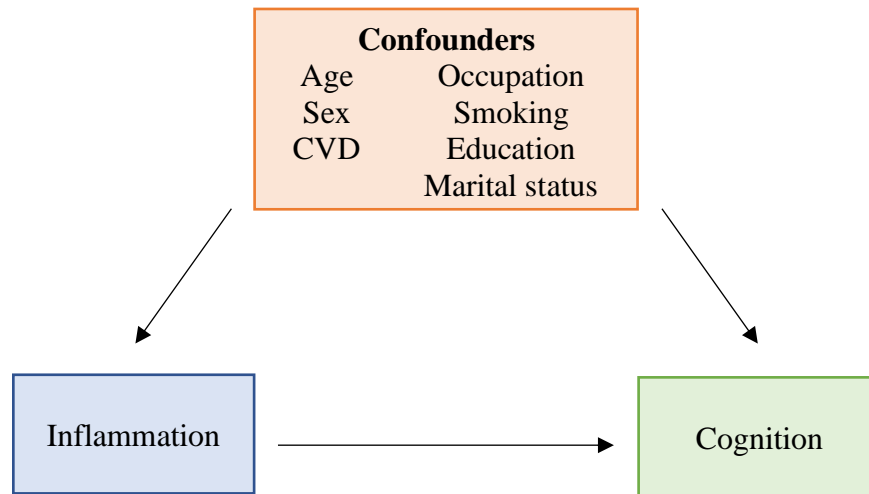 Confounders
Age Occupation
Sex Smoking
CVD Education
Marital status
Inflammation
Cognition